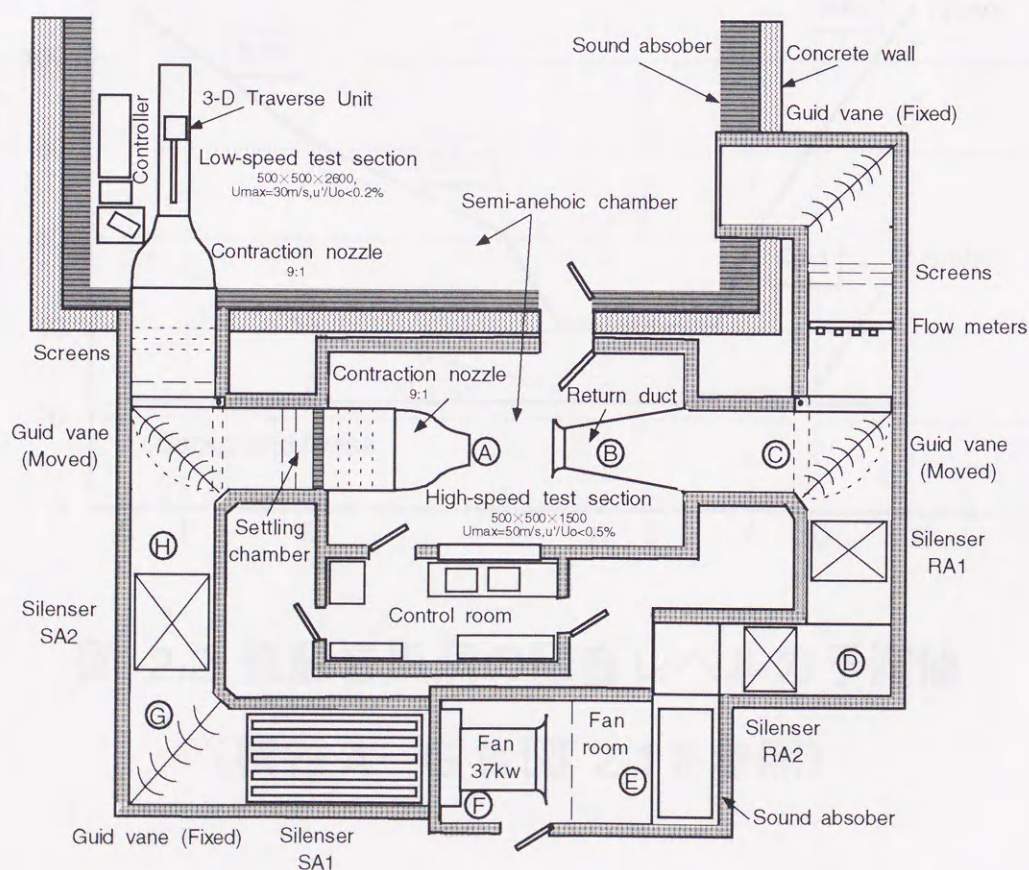 Sound absober
Concrete wall
Guid vane (Fixed)
3-D Traverse Unit
Controller
Low-speed test section
500×500×2600,
Umax=30m/s,u'/Uo<0.2%
Semi-anehoic chamber
Contraction nozzle
9:1
Screens
Flow meters
Screens
Contraction nozzle
9:1
Return duct
Guid vane
(Moved)
A
B
C
Guid vane
(Moved)
High-speed test section
500×500×1500
Umax=50m/s,u'/Uo<0.5%
Settling
chamber
H
Silenser
RA1
Silenser
SA2
Control room
D
G
Fan
37kw
Fan
room
E
F
Silenser
RA2
Sound absober
Guid vane (Fixed)
Silenser
SA1